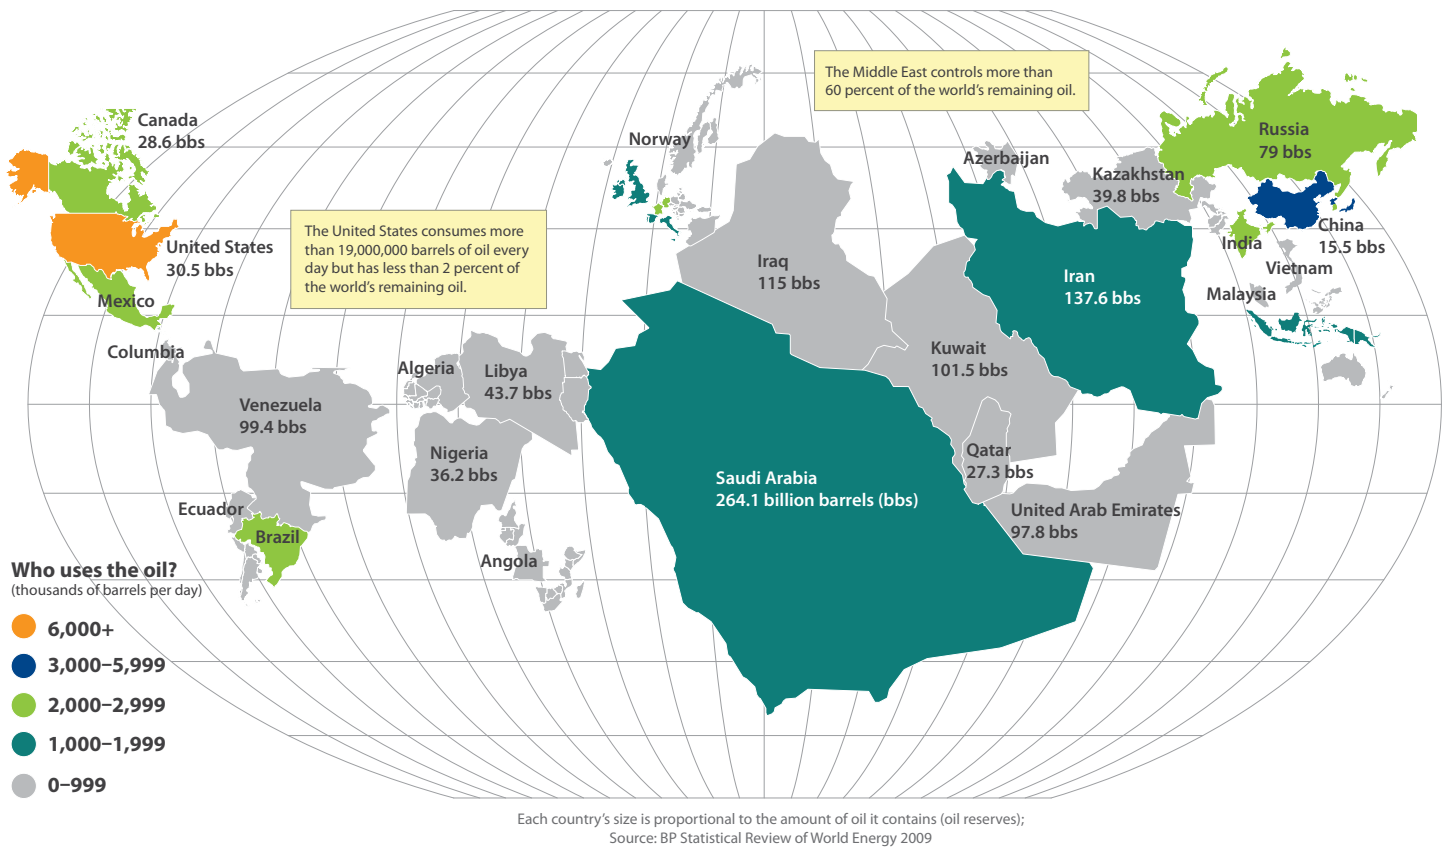 The Middle East controls more than
60 percent of the world's remaining oil.
Canada
28.6 bbs
Norway
Azerbaijan
Kazakhstan
39.8 bbs
Russia
79 bbs
United States
30.5 bbs
The United States consumes more
than 19,000,000 barrels of oil every
day but has less than 2 percent of
the world's remaining oil.
Mexico
Iraq
115 bbs
Iran
137.6 bbs
China
15.5 bbs
India
Vietnam
Malaysia
Columbia
Venezuela
99.4 bbs
Algeria
Libya
43.7 bbs
Kuwait
101.5 bbs
Nigeria
36.2 bbs
Qatar
27.3 bbs
Saudi Arabia
264.1 billion barrels (bbs)
United Arab Emirates
97.8 bbs
Ecuador
Brazil
Angola
Who uses the oil?
(thousands of barrels per day)
6,000+
3,000–5,999
2,000–2,999
1,000–1,999
0–999
Each country's size is proportional to the amount of oil it contains (oil reserves);
Source: BP Statistical Review of World Energy 2009